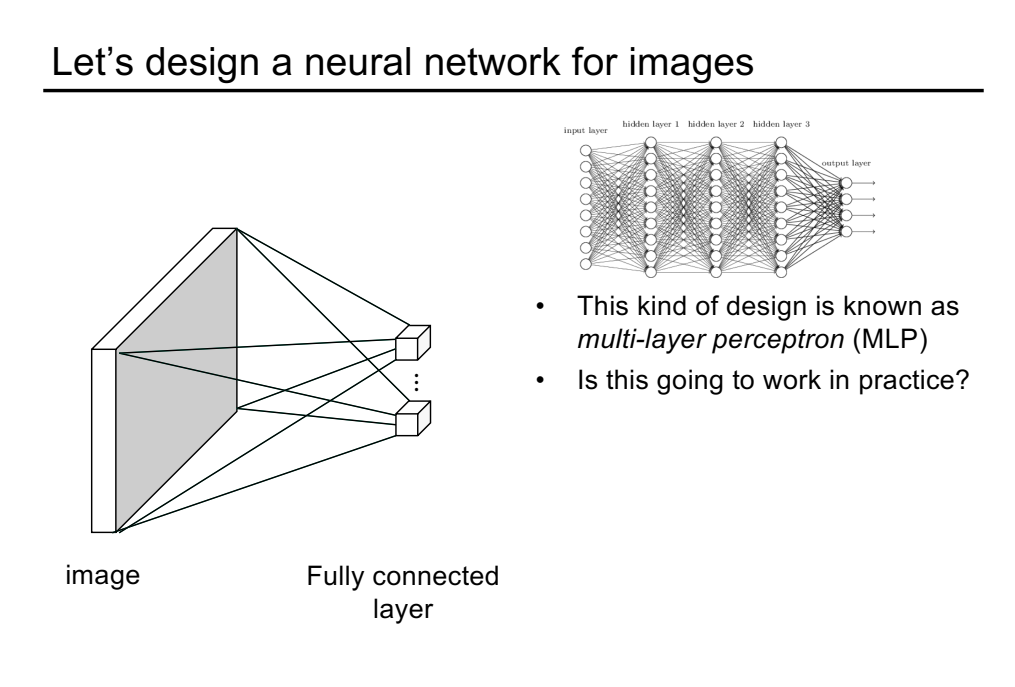 Let’s design a neural network for images
input layer
hidden layer 1 hidden layer 2 hidden layer 3
output layer
• This kind of design is known as
multi-layer perceptron (MLP)
• Is this going to work in practice?
image
Fully connected
layer